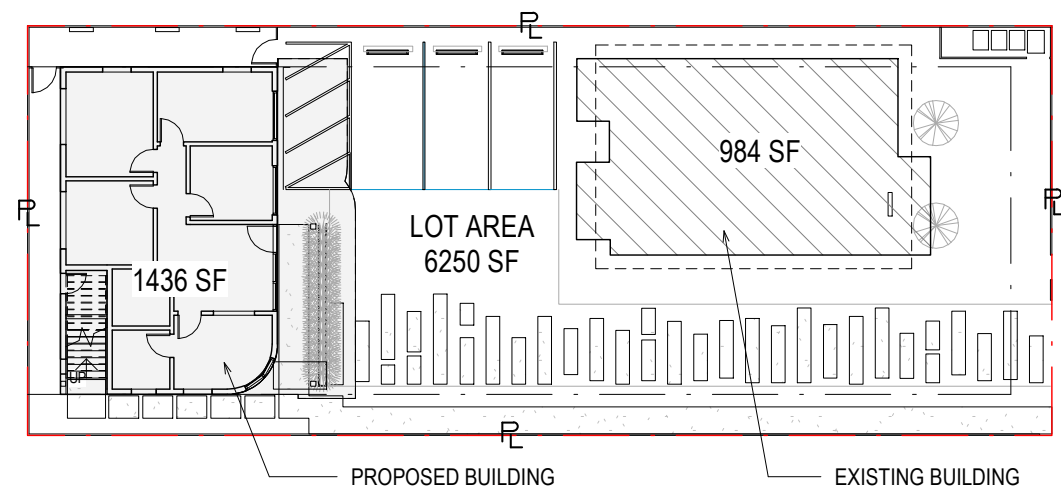 PL
984 SF
PL
LOT AREA
6250 SF
PL
1436 SF
UP
PL
PROPOSED BUILDING
EXISTING BUILDING